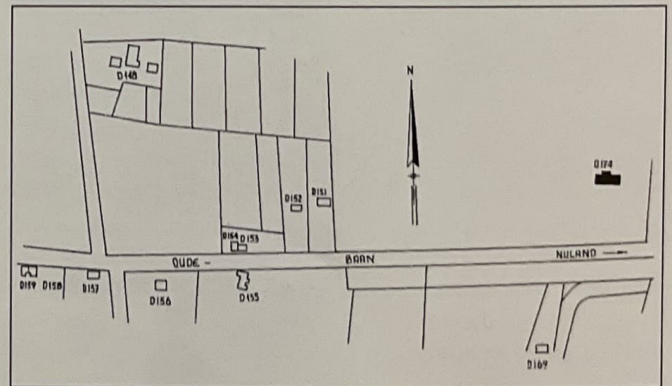 N
D148
D174
D151
D152
D154 D153
OUDE - BAAN NULAND
D159 D158 D157
D156
D155
D169